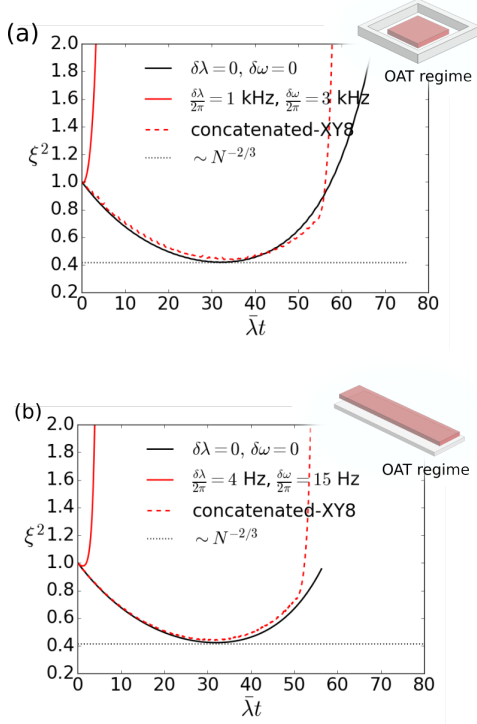 (a)
OAT regime
2.0
1.8
1.6
1.4
1.2
1.0
0.8
0.6
0.4
0.2
ξ²
δλ = 0, δω = 0
δλ/2π = 1 kHz, δω/2π = 3 kHz
concatenated-XY8
~ N^{-2/3}
0 10 20 30 40 50 60 70 80
λ̄t
(b)
OAT regime
2.0
1.8
1.6
1.4
1.2
1.0
0.8
0.6
0.4
0.2
ξ²
δλ = 0, δω = 0
δλ/2π = 4 Hz, δω/2π = 15 Hz
concatenated-XY8
~ N^{-2/3}
0 10 20 30 40 50 60 70 80
λ̄t